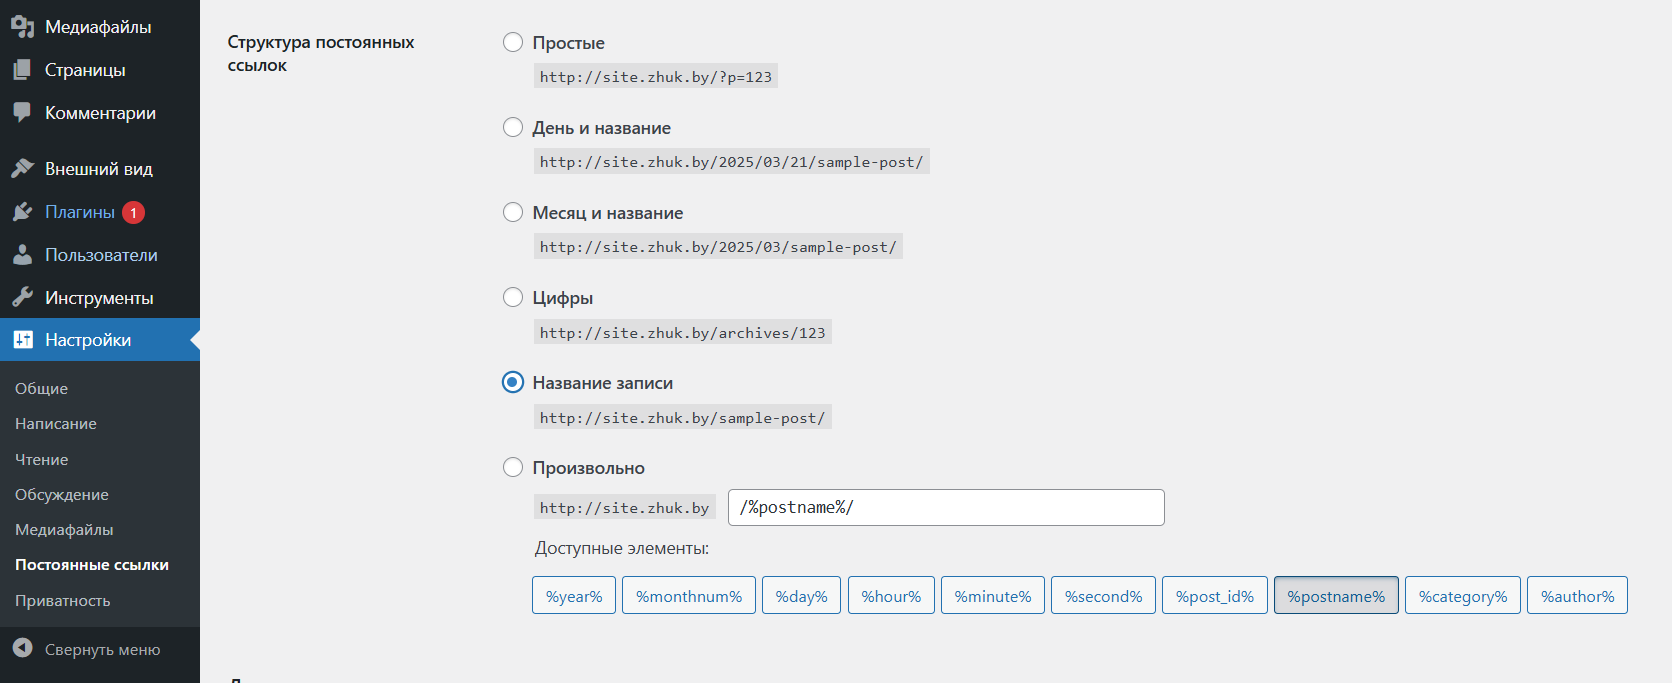 Медиафайлы
Страницы
Комментарии
Внешний вид
Плагины 1
Пользователи
Инструменты
Настройки
Общие
Написание
Чтение
Обсуждение
Медиафайлы
Постоянные ссылки
Приватность
Свернуть меню
Структура постоянных
ссылок
Простые
http://site.zhuk.by/?p=123
День и название
http://site.zhuk.by/2025/03/21/sample-post/
Месяц и название
http://site.zhuk.by/2025/03/sample-post/
Цифры
http://site.zhuk.by/archives/123
Название записи
http://site.zhuk.by/sample-post/
Произвольно
http://site.zhuk.by /%postname%/
Доступные элементы:
%year% %monthnum% %day% %hour% %minute% %second% %post_id% %postname% %category% %author%